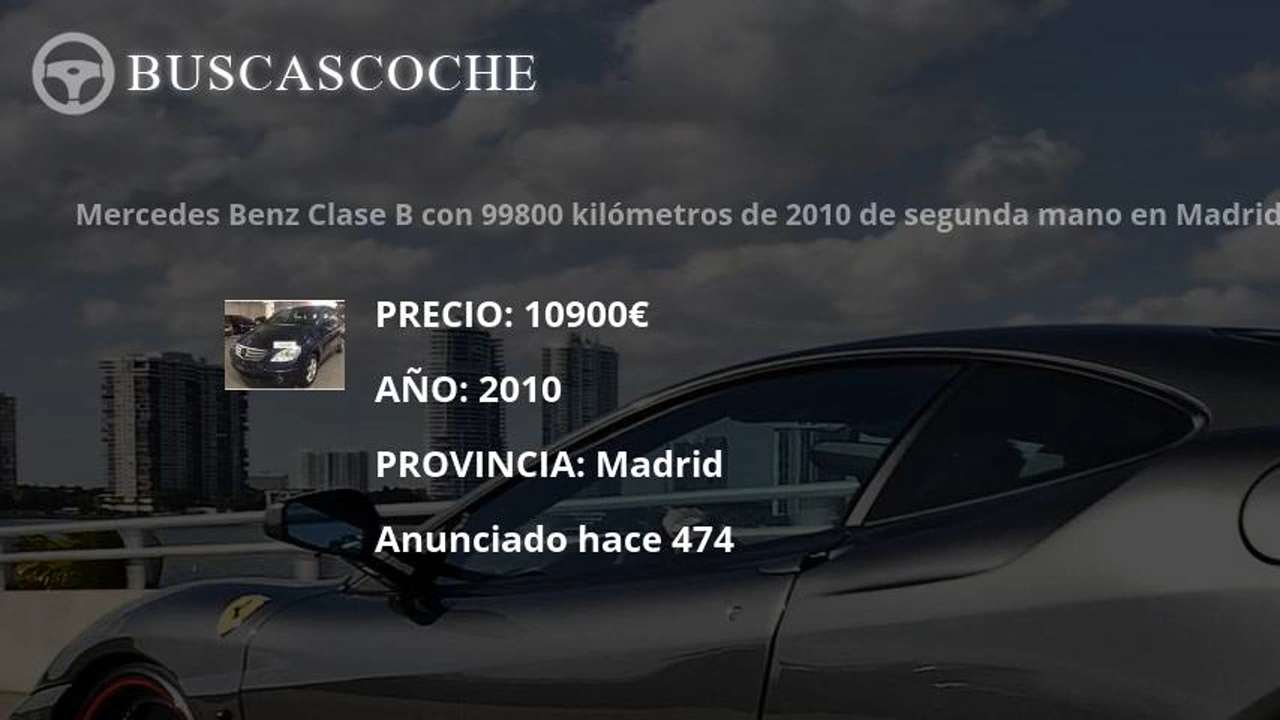 BUSCASCOCHE
Mercedes Benz Clase B con 99800 kilómetros de 2010 de segunda mano en Madrid
PRECIO: 10900€
AÑO: 2010
PROVINCIA: Madrid
Anunciado hace 474